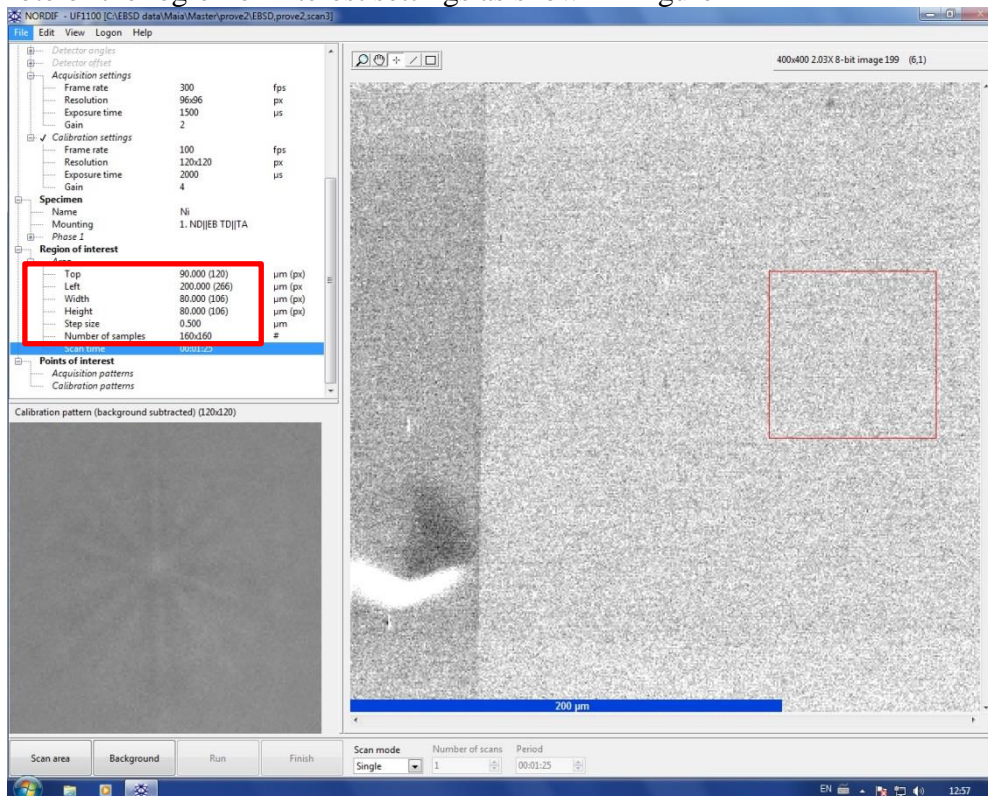 NORDIF - UF1100 [C:\EBSD data\Maia\Master\prove2\EBSD,prove2,scan3]
File Edit View Logon Help
Detector angles
Detector offset
Acquisition settings
Frame rate 300 fps
Resolution 96x96 px
Exposure time 1500 µs
Gain 2
Calibration settings
Frame rate 100 fps
Resolution 120x120 px
Exposure time 2000 µs
Gain 4
Specimen
Name Ni
Mounting 1. ND||EB TD||TA
Phase 1
Region of interest
Top 90.000 (120) µm (px)
Left 200.000 (266) µm (px
Width 80.000 (106) µm (px)
Height 80.000 (106) µm (px)
Step size 0.500 µm
Number of samples 160x160 #
Scan time 00:01:25
Points of interest
Acquisition patterns
Calibration patterns
Calibration pattern (background subtracted) (120x120)
400x400 2.03X 8-bit image 199 (6,1)
200 µm
Scan area Background Run Finish
Scan mode Number of scans Period
Single 1 00:01:25
EN 12:57